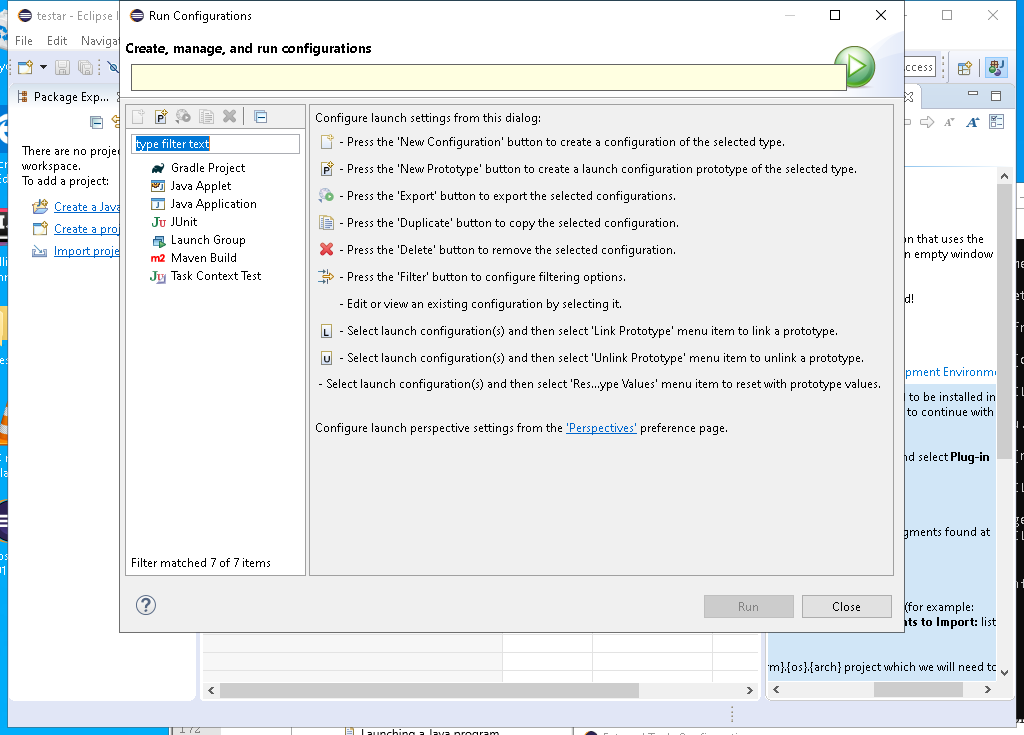 testar - Eclipse I
Run Configurations
File Edit Naviga
Create, manage, and run configurations
ccess
Package Exp...
type filter text
Gradle Project
Java Applet
Java Application
JUnit
Launch Group
Maven Build
Task Context Test
Filter matched 7 of 7 items
Configure launch settings from this dialog:
- Press the 'New Configuration' button to create a configuration of the selected type.
- Press the 'New Prototype' button to create a launch configuration prototype of the selected type.
- Press the 'Export' button to export the selected configurations.
- Press the 'Duplicate' button to copy the selected configuration.
- Press the 'Delete' button to remove the selected configuration.
- Press the 'Filter' button to configure filtering options.
- Edit or view an existing configuration by selecting it.
- Select launch configuration(s) and then select 'Link Prototype' menu item to link a prototype.
- Select launch configuration(s) and then select 'Unlink Prototype' menu item to unlink a prototype.
- Select launch configuration(s) and then select 'Res...ype Values' menu item to reset with prototype values.
Configure launch perspective settings from the 'Perspectives' preference page.
Run
Close
There are no proje
workspace.
To add a project:
Create a Java
Create a proj
Import proje
on that uses the
n empty window
d!
pment Environme
to be installed in
to continue with
nd select Plug-in
gments found at
(for example:
nts to Import: list
rm}.{os}.{arch} project which we will need to
172
Launching a Java program